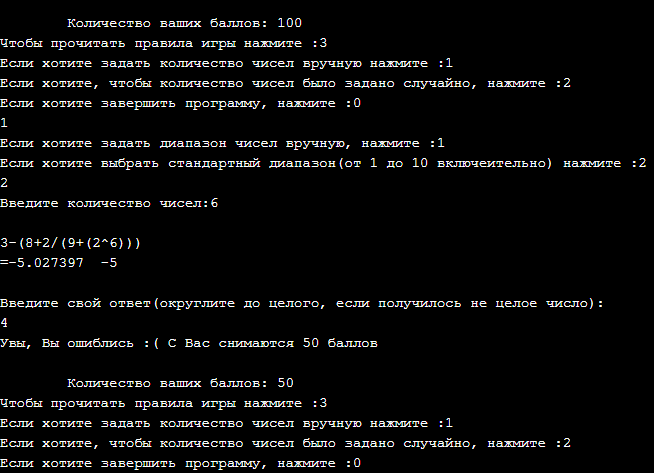 Количество ваших баллов: 100
Чтобы прочитать правила игры нажмите :3
Если хотите задать количество чисел вручную нажмите :1
Если хотите, чтобы количество чисел было задано случайно, нажмите :2
Если хотите завершить программу, нажмите :0
1
Если хотите задать диапазон чисел вручную, нажмите :1
Если хотите выбрать стандартный диапазон(от 1 до 10 включеительно) нажмите :2
2
Введите количество чисел:6
3-(8+2/(9+(2^6)))
=-5.027397  -5
Введите свой ответ(округлите до целого, если получилось не целое число):
4
Увы, Вы ошиблись :( С Вас снимаются 50 баллов
Количество ваших баллов: 50
Чтобы прочитать правила игры нажмите :3
Если хотите задать количество чисел вручную нажмите :1
Если хотите, чтобы количество чисел было задано случайно, нажмите :2
Если хотите завершить программу, нажмите :0